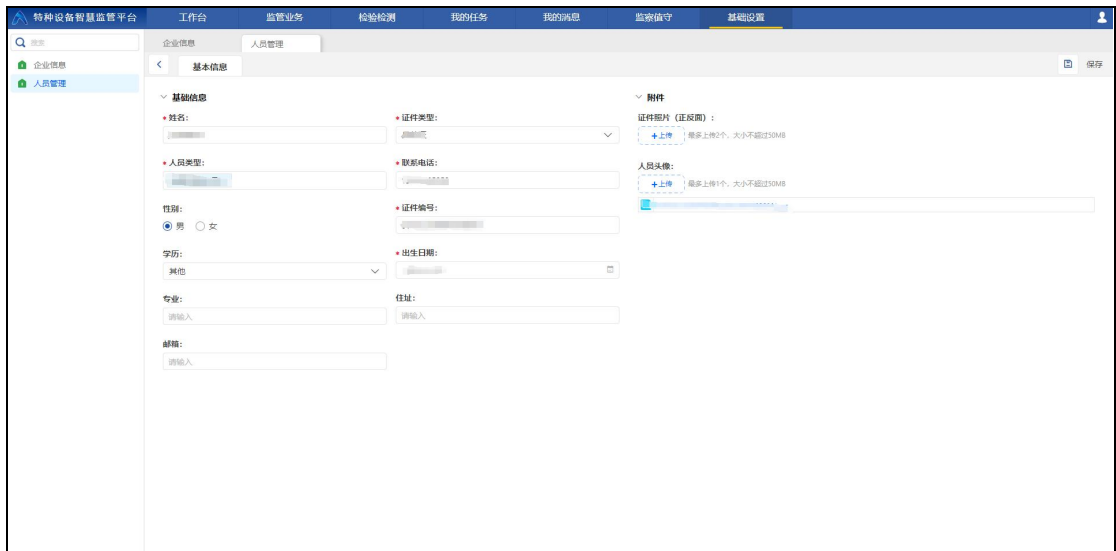 特种设备智慧监管平台 工作台 监管业务 检验检测 我的任务 我的消息 监察值守 基础设置
搜索 企业信息 人员管理
企业信息 基本信息 保存
人员管理
基础信息 附件
* 姓名: * 证件类型: 证件照片（正反面）:
+上传 最多上传2个，大小不超过50MB
* 人员类型: * 联系电话: 人员头像:
+上传 最多上传1个，大小不超过50MB
性别: * 证件编号:
男 女
学历: * 出生日期:
其他
专业: 住址:
请输入 请输入
邮箱:
请输入